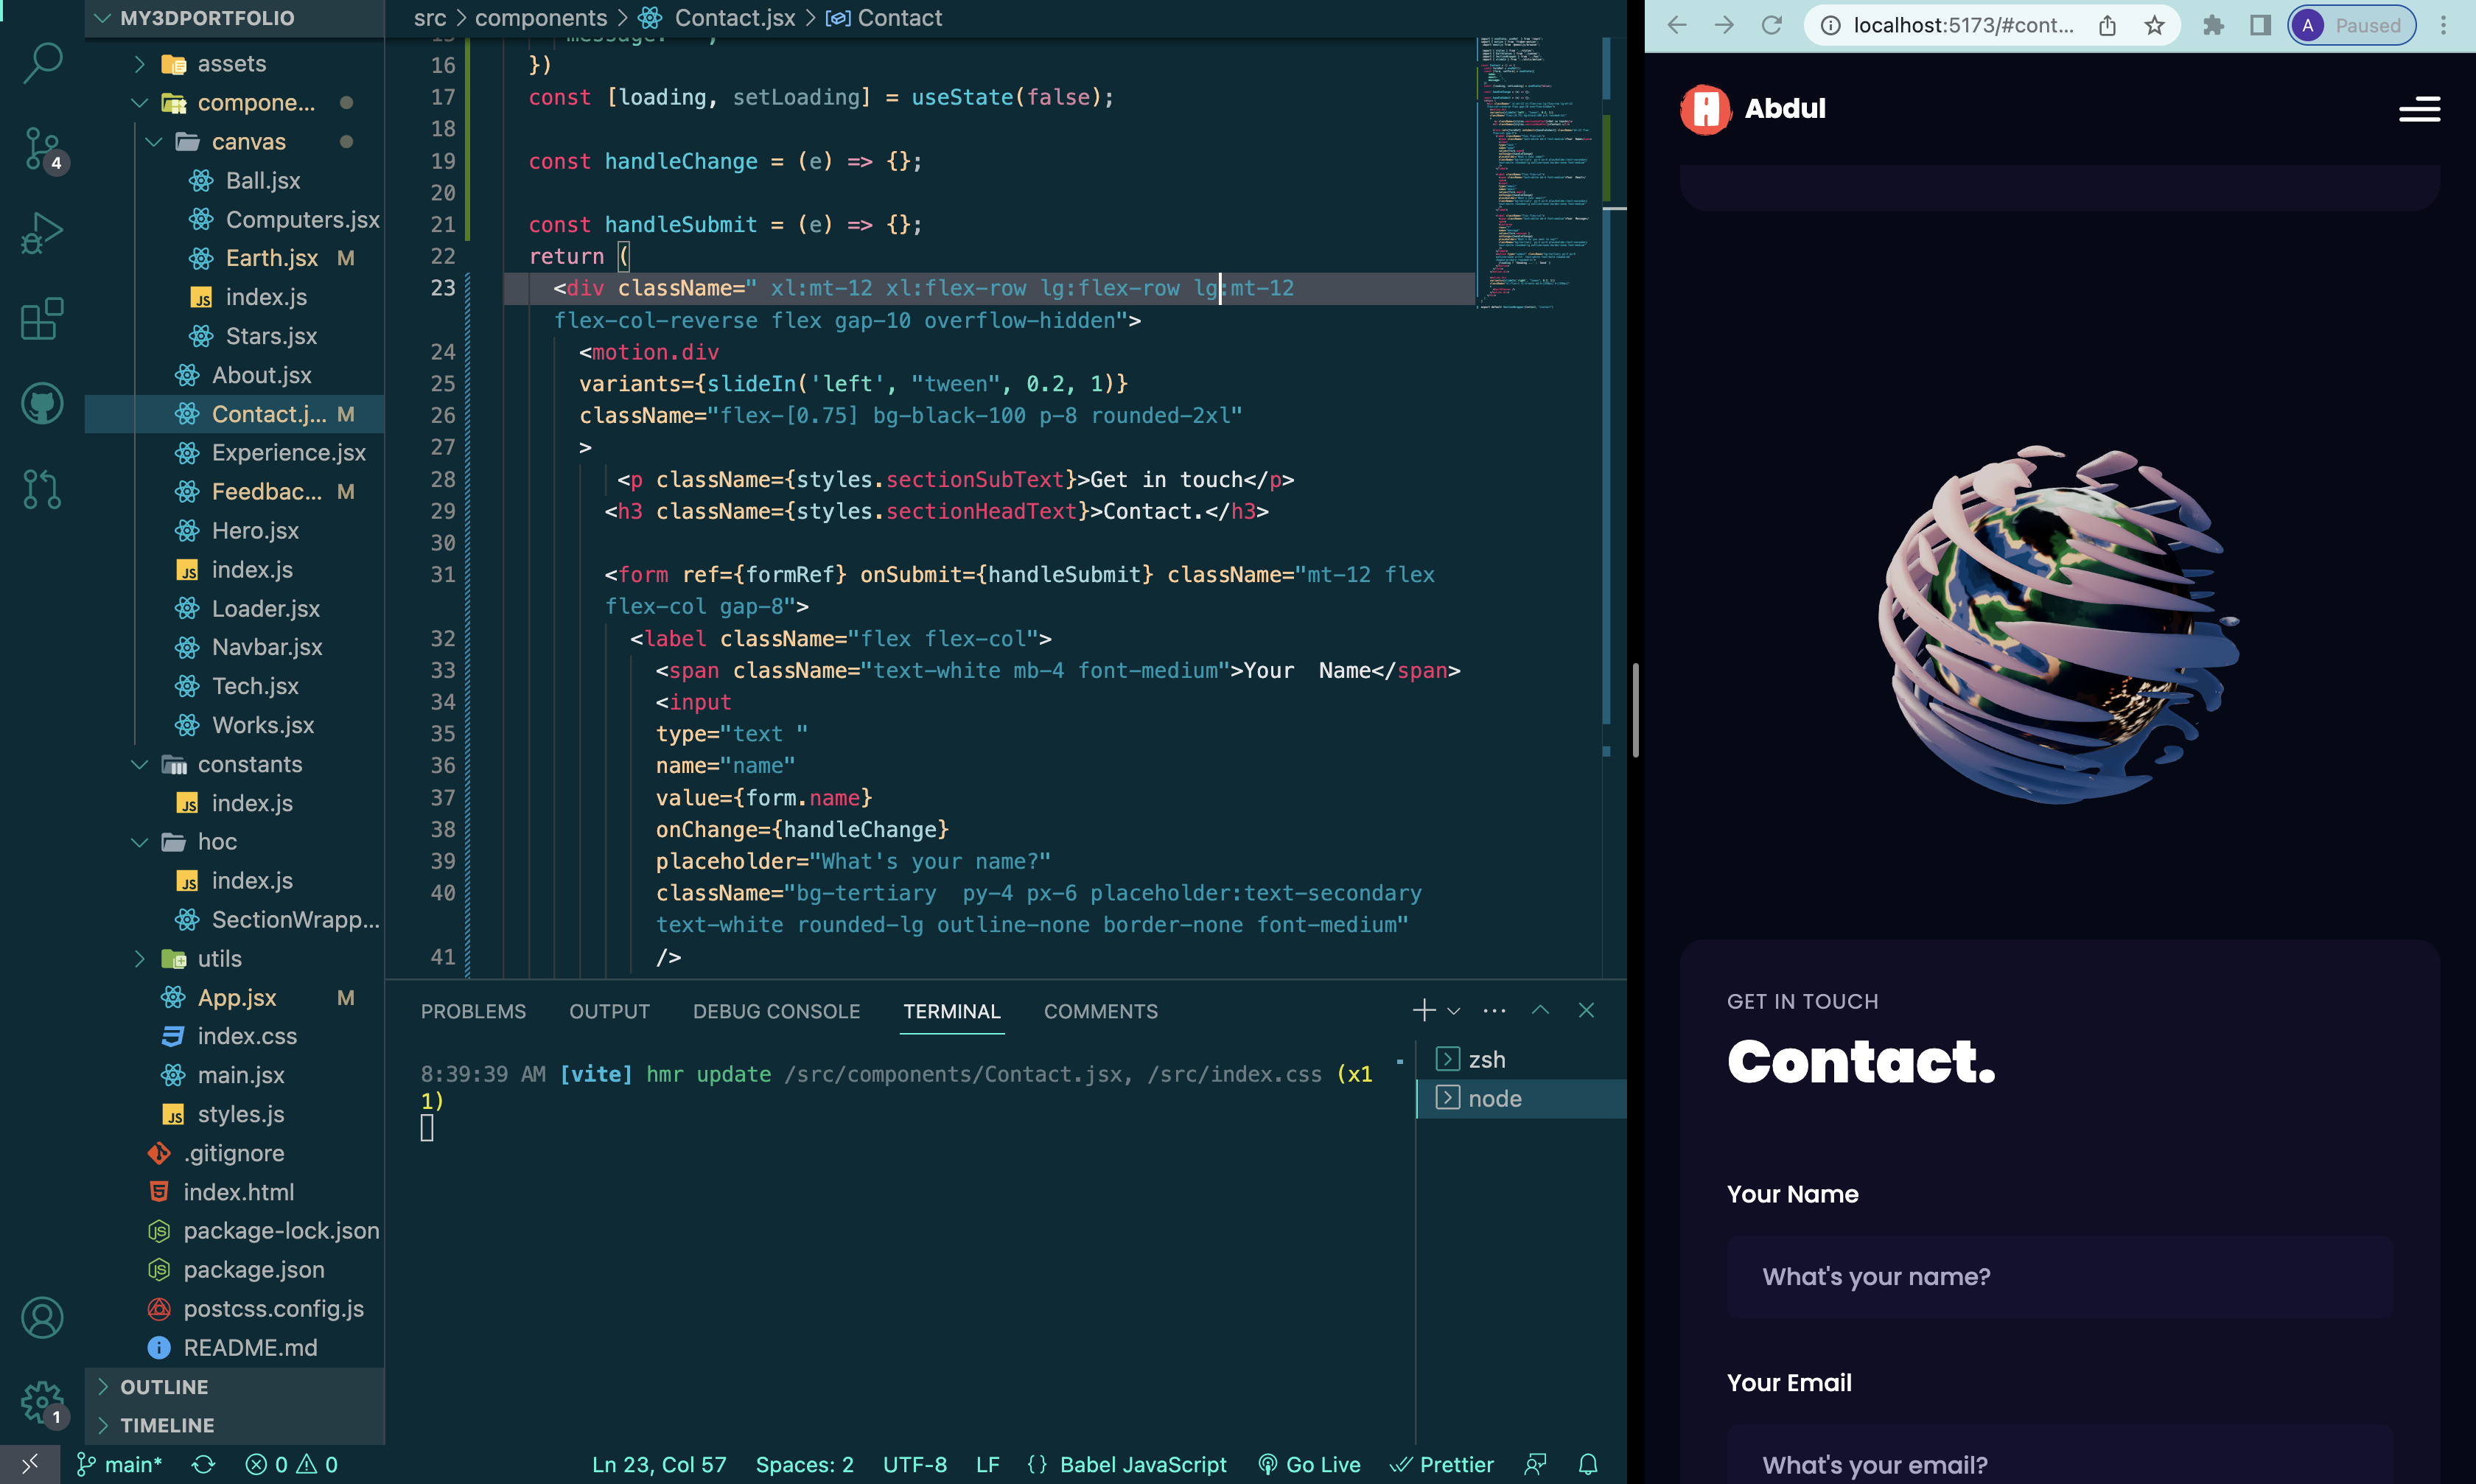 MY3DPORTFOLIO
assets
compone...
canvas
Ball.jsx
Computers.jsx
Earth.jsx M
index.js
Stars.jsx
About.jsx
Contact.j... M
Experience.jsx
Feedbac... M
Hero.jsx
index.js
Loader.jsx
Navbar.jsx
Tech.jsx
Works.jsx
constants
index.js
hoc
index.js
SectionWrapp...
utils
App.jsx M
index.css
main.jsx
styles.js
.gitignore
index.html
package-lock.json
package.json
postcss.config.js
README.md
OUTLINE
TIMELINE
4
1
src > components > Contact.jsx > Contact
16 })
17 const [loading, setLoading] = useState(false);
18
19 const handleChange = (e) => {};
20
21 const handleSubmit = (e) => {};
22 return (
23 <div className=" xl:mt-12 xl:flex-row lg:flex-row lg:mt-12
flex-col-reverse flex gap-10 overflow-hidden">
24 <motion.div
25 variants={slideIn('left', "tween", 0.2, 1)}
26 className="flex-[0.75] bg-black-100 p-8 rounded-2xl"
27 >
28 <p className={styles.sectionSubText}>Get in touch</p>
29 <h3 className={styles.sectionHeadText}>Contact.</h3>
30
31 <form ref={formRef} onSubmit={handleSubmit} className="mt-12 flex
flex-col gap-8">
32 <label className="flex flex-col">
33 <span className="text-white mb-4 font-medium">Your  Name</span>
34 <input
35 type="text "
36 name="name"
37 value={form.name}
38 onChange={handleChange}
39 placeholder="What's your name?"
40 className="bg-tertiary  py-4 px-6 placeholder:text-secondary
text-white rounded-lg outline-none border-none font-medium"
41 />
PROBLEMS OUTPUT DEBUG CONSOLE TERMINAL COMMENTS
8:39:39 AM [vite] hmr update /src/components/Contact.jsx, /src/index.css (x1
1)
zsh
node
main* 0 0 Ln 23, Col 57 Spaces: 2 UTF-8 LF {} Babel JavaScript Go Live Prettier
localhost:5173/#cont... A Paused
Abdul
GET IN TOUCH
Contact.
Your Name
What's your name?
Your Email
What's your email?